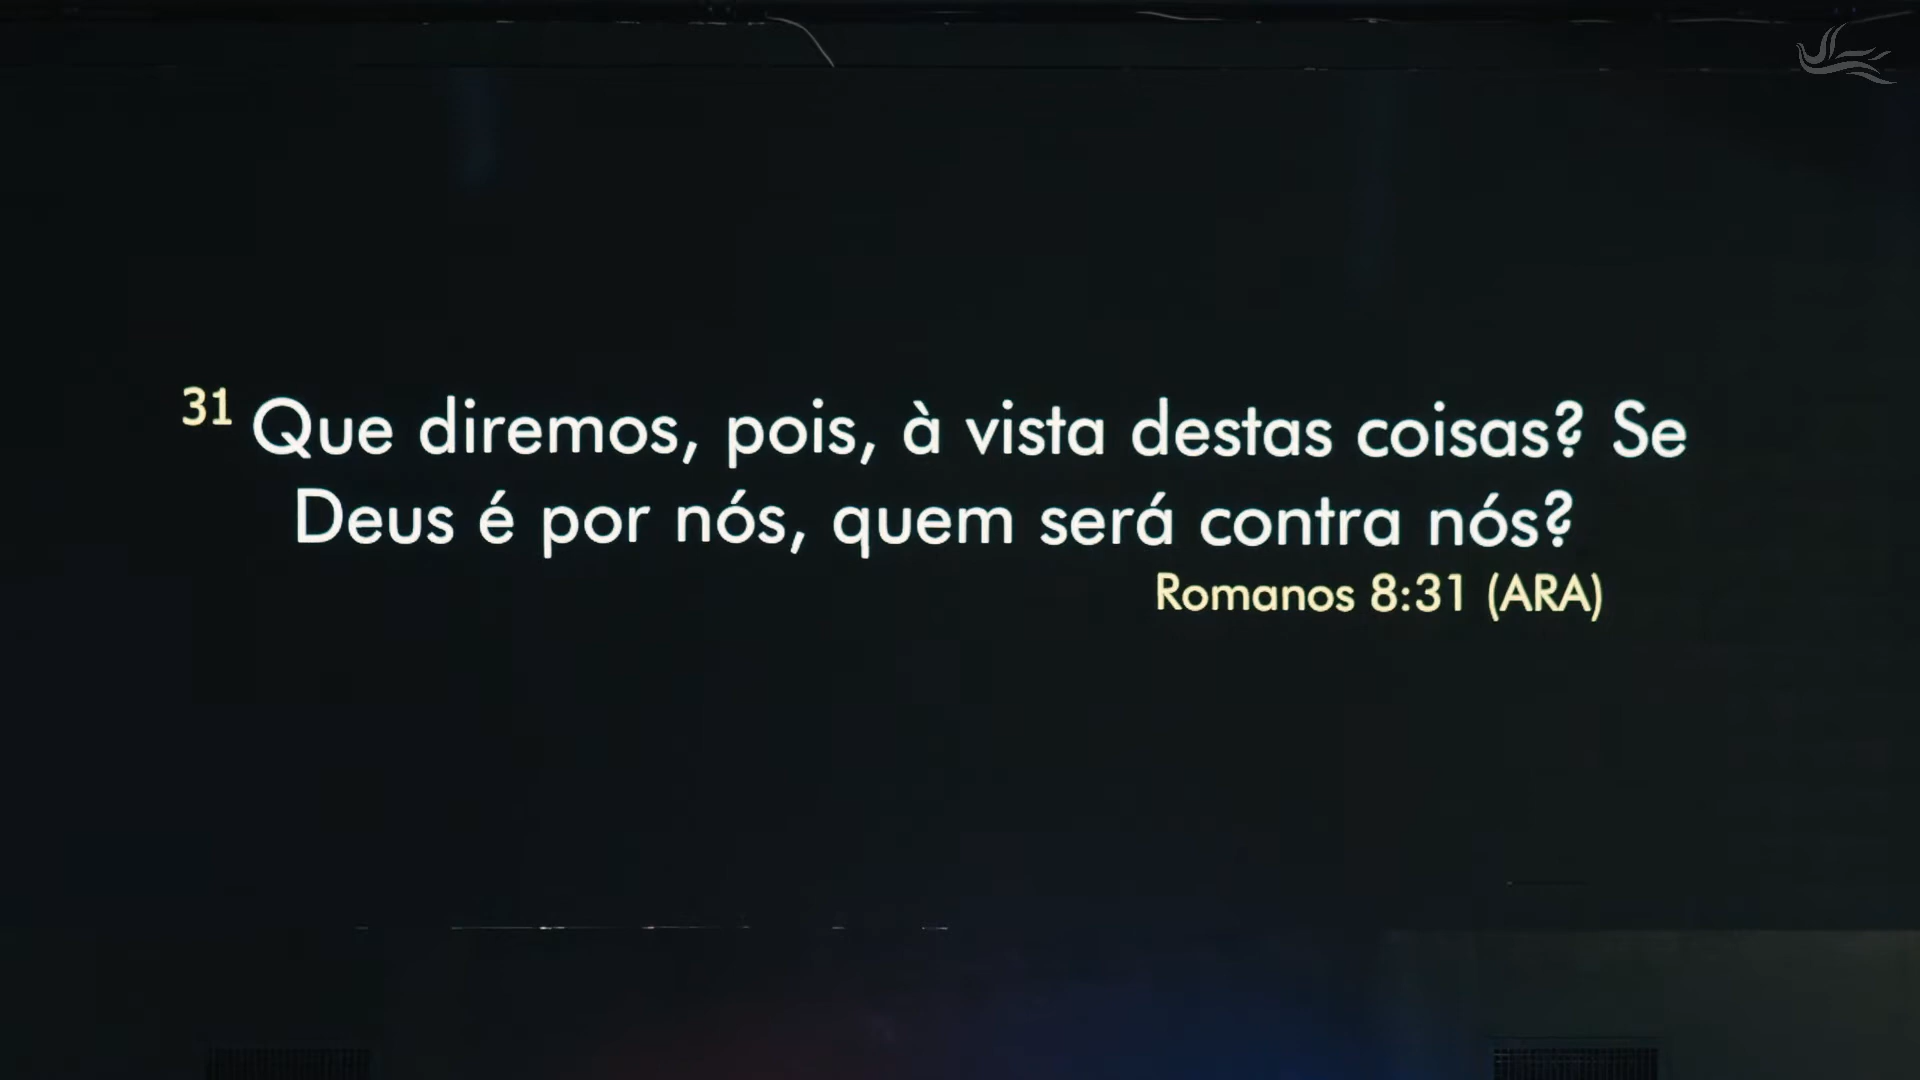 31 Que diremos, pois, à vista destas coisas? Se
Deus é por nós, quem será contra nós?
Romanos 8:31 (ARA)